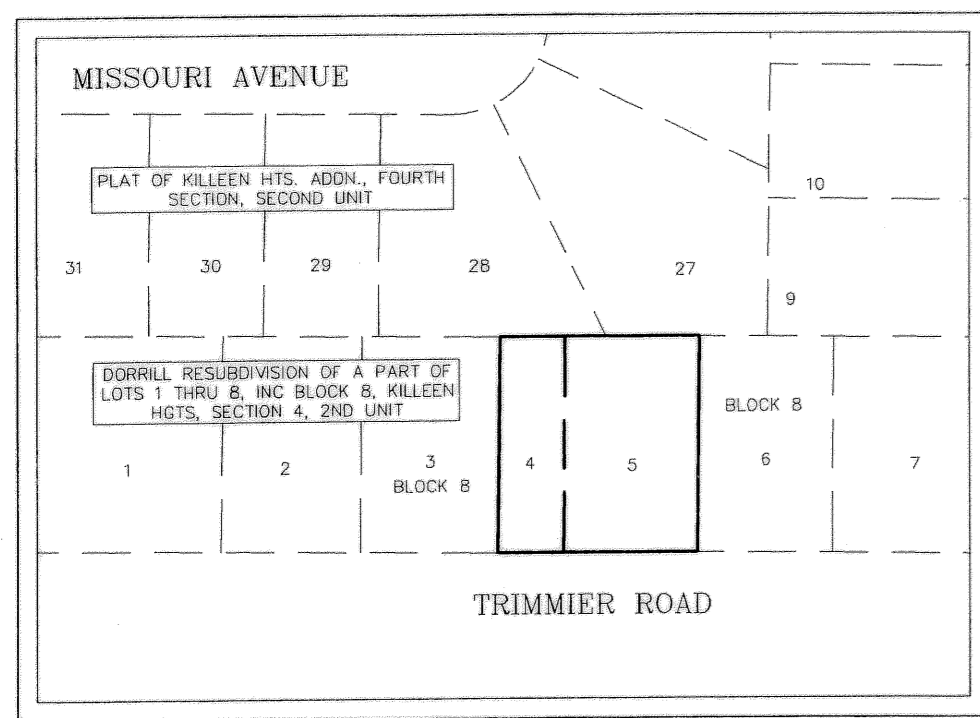 MISSOURI AVENUE
PLAT OF KILLEEN HTS. ADDN., FOURTH
SECTION, SECOND UNIT
10
31
30
29
28
27
9
DORRILL RESUBDIVISION OF A PART OF
LOTS 1 THRU 8, INC BLOCK 8, KILLEEN
HGTS, SECTION 4, 2ND UNIT
BLOCK 8
1
2
3
BLOCK 8
4
5
6
7
TRIMMIER ROAD